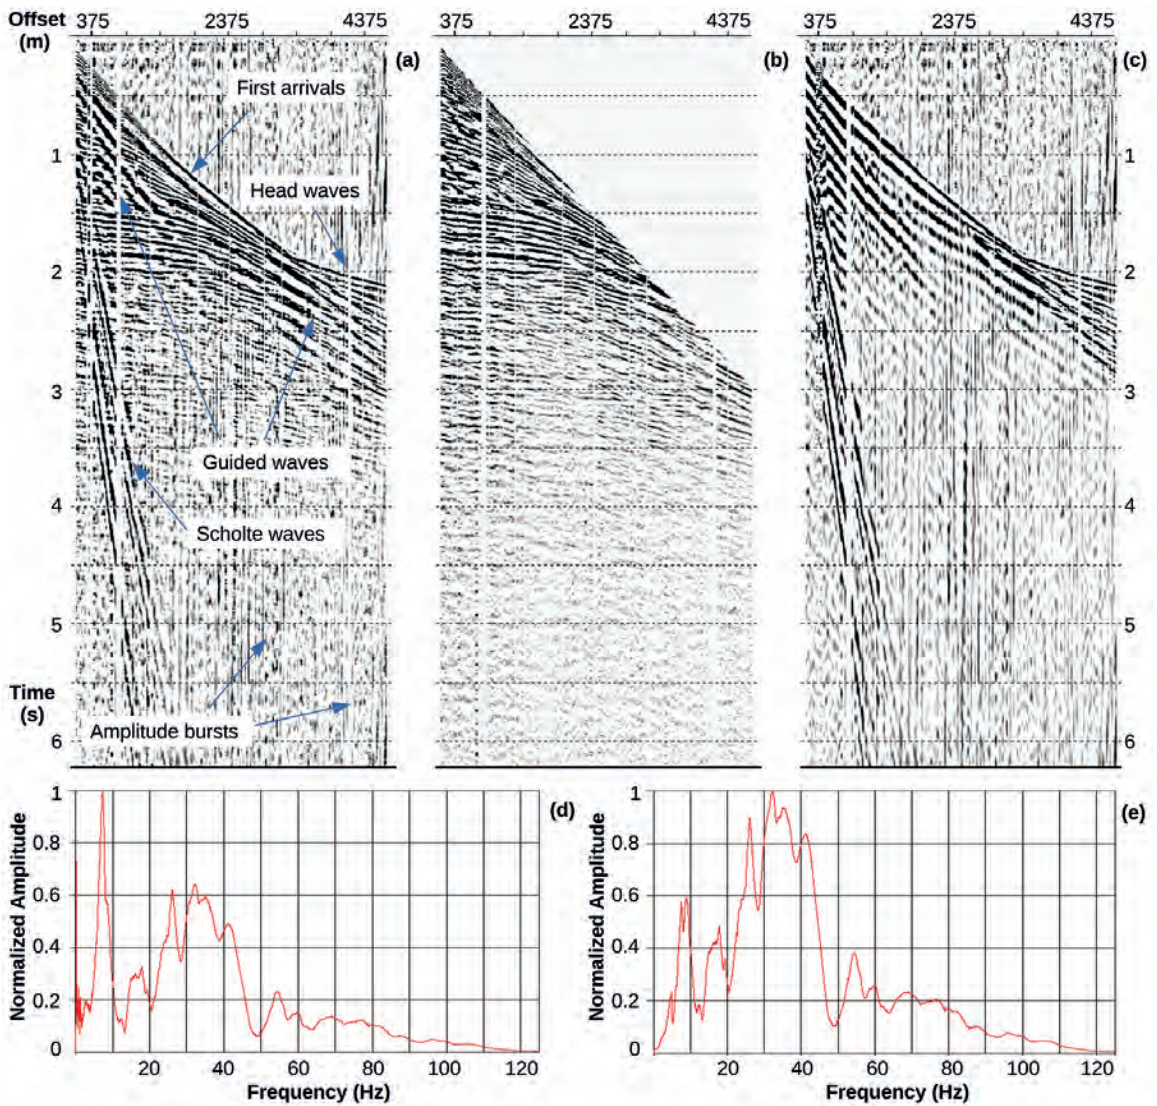 Offset (m) 375 2375 4375 375 2375 4375 375 2375 4375
(a) (b) (c)
First arrivals
1 1
Head waves
2 2
3 3
Guided waves
4 4
Scholte waves
5 5
Time (s)
Amplitude bursts
6 6
1 (d) 1 (e)
0.8 0.8
0.6 0.6
0.4 0.4
0.2 0.2
0 0
Normalized Amplitude Normalized Amplitude
20 40 60 80 100 120 20 40 60 80 100 120
Frequency (Hz) Frequency (Hz)